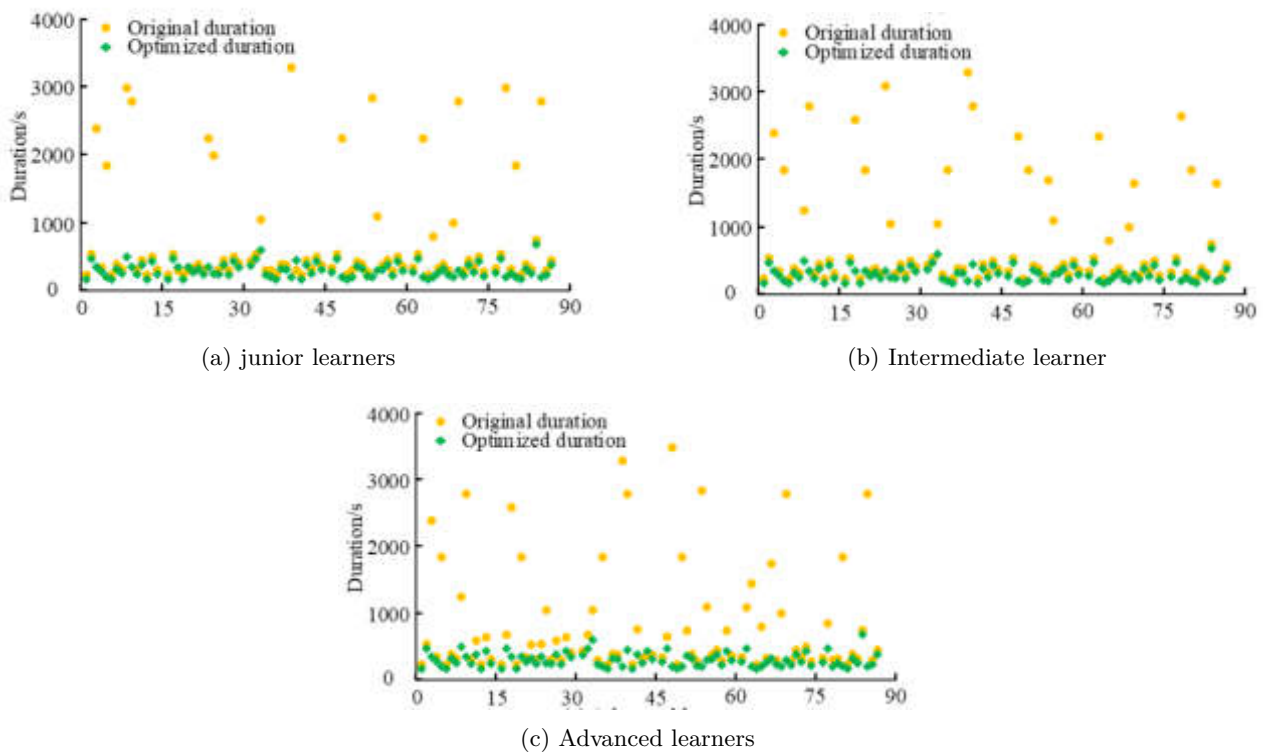 4000
Original duration
Optimized duration
3000
2000
1000
0
Duration/s
0 15 30 45 60 75 90
(a) junior learners
4000
Original duration
Optimized duration
3000
2000
1000
0
Duration/s
0 15 30 45 60 75 90
(b) Intermediate learner
4000
Original duration
Optimized duration
3000
2000
1000
0
Duration/s
0 15 30 45 60 75 90
(c) Advanced learners